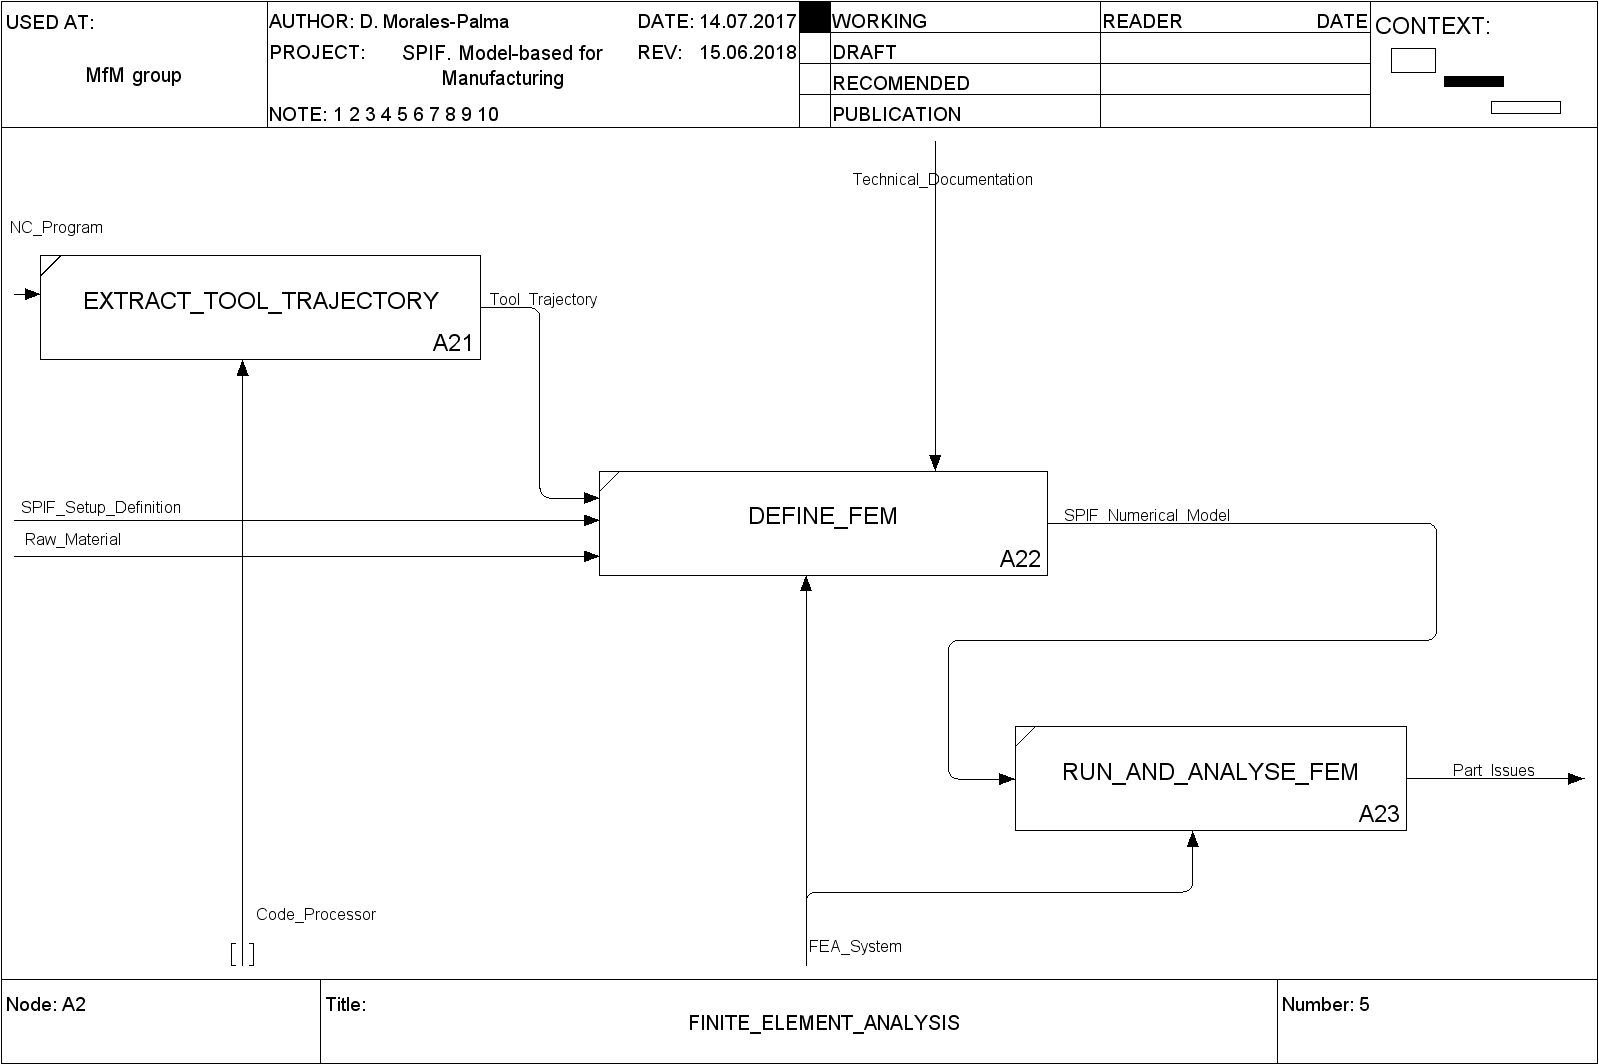 USED AT:
MfM group
AUTHOR: D. Morales-Palma
DATE: 14.07.2017
PROJECT: SPIF. Model-based for
Manufacturing
REV: 15.06.2018
NOTE: 1 2 3 4 5 6 7 8 9 10
WORKING
DRAFT
RECOMENDED
PUBLICATION
READER DATE
CONTEXT:
Technical_Documentation
NC_Program
EXTRACT_TOOL_TRAJECTORY
A21
Tool_Trajectory
SPIF_Setup_Definition
Raw_Material
DEFINE_FEM
A22
SPIF_Numerical_Model
RUN_AND_ANALYSE_FEM
A23
Part_Issues
Code_Processor
FEA_System
Node: A2
Title:
FINITE_ELEMENT_ANALYSIS
Number: 5